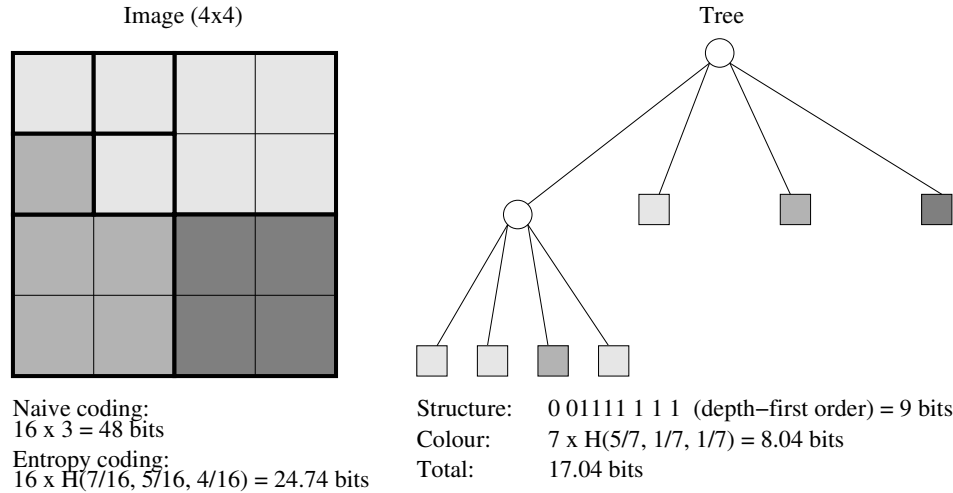 Image (4x4)
Tree
Naive coding:
16 x 3 = 48 bits
Entropy coding:
16 x H(7/16, 5/16, 4/16) = 24.74 bits
Structure: 0 01111 1 1 1 (depth−first order) = 9 bits
Colour: 7 x H(5/7, 1/7, 1/7) = 8.04 bits
Total: 17.04 bits